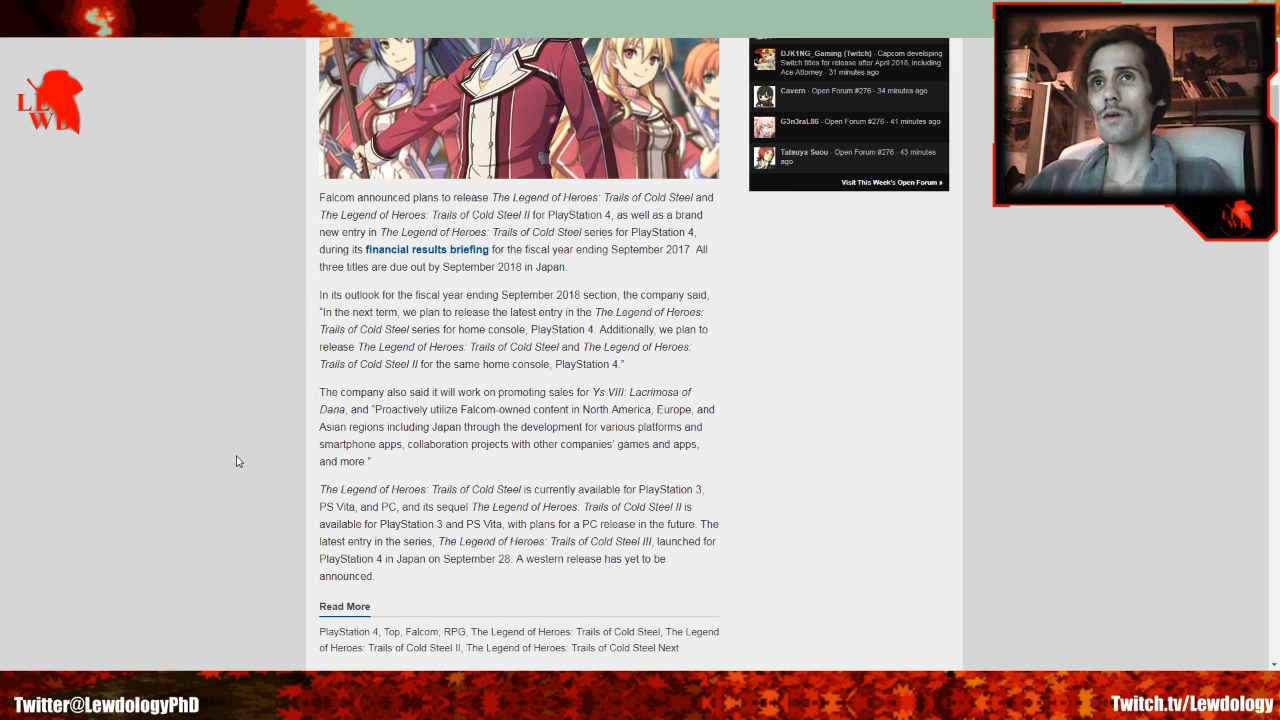 LEWD
DJK1NG_Gaming (Twitch) - Capcom developing
Switch titles for release after April 2018, including
Ace Attorney · 31 minutes ago
Cavern · Open Forum #276 · 34 minutes ago
G3n3raL86 · Open Forum #276 · 41 minutes ago
Tatsuya Suou · Open Forum #276 · 43 minutes
ago
Visit This Week's Open Forum »
Falcom announced plans to release The Legend of Heroes: Trails of Cold Steel and
The Legend of Heroes: Trails of Cold Steel II for PlayStation 4, as well as a brand
new entry in The Legend of Heroes: Trails of Cold Steel series for PlayStation 4,
during its financial results briefing for the fiscal year ending September 2017. All
three titles are due out by September 2018 in Japan.
In its outlook for the fiscal year ending September 2018 section, the company said,
“In the next term, we plan to release the latest entry in the The Legend of Heroes:
Trails of Cold Steel series for home console, PlayStation 4. Additionally, we plan to
release The Legend of Heroes: Trails of Cold Steel and The Legend of Heroes:
Trails of Cold Steel II for the same home console, PlayStation 4.”
The company also said it will work on promoting sales for Ys VIII: Lacrimosa of
Dana, and “Proactively utilize Falcom-owned content in North America, Europe, and
Asian regions including Japan through the development for various platforms and
smartphone apps, collaboration projects with other companies’ games and apps,
and more.”
The Legend of Heroes: Trails of Cold Steel is currently available for PlayStation 3,
PS Vita, and PC, and its sequel The Legend of Heroes: Trails of Cold Steel II is
available for PlayStation 3 and PS Vita, with plans for a PC release in the future. The
latest entry in the series, The Legend of Heroes: Trails of Cold Steel III, launched for
PlayStation 4 in Japan on September 28. A western release has yet to be
announced.
Read More
PlayStation 4, Top, Falcom, RPG, The Legend of Heroes: Trails of Cold Steel, The Legend
of Heroes: Trails of Cold Steel II, The Legend of Heroes: Trails of Cold Steel Next
Twitter@LewdologyPhD
Twitch.tv/Lewdology